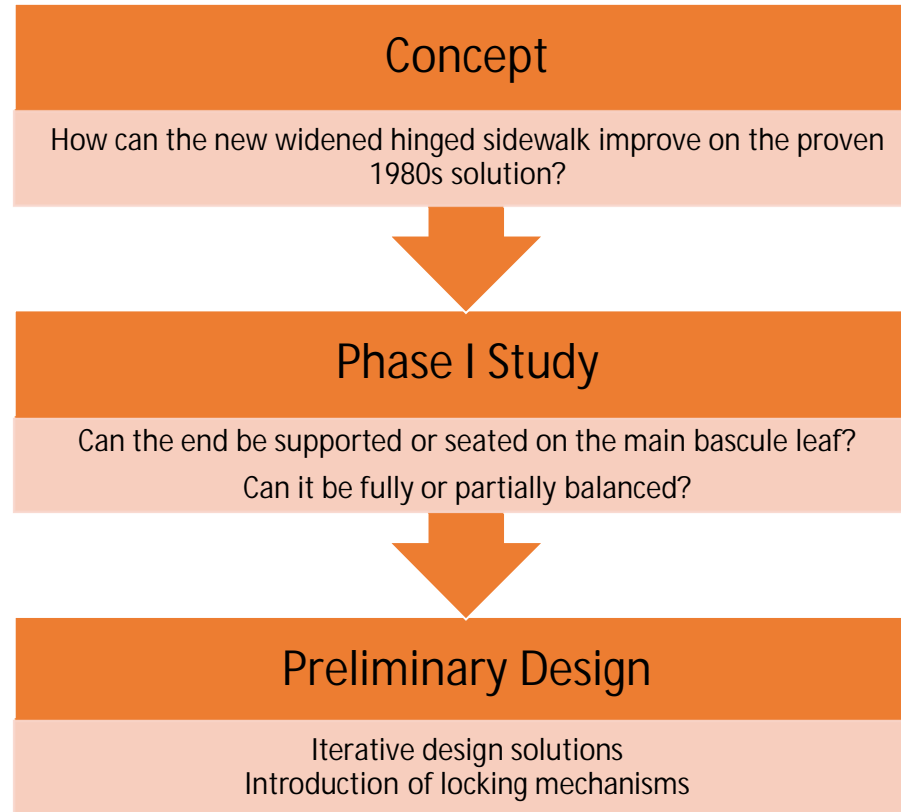 Concept
How can the new widened hinged sidewalk improve on the proven
1980s solution?
Phase I Study
Can the end be supported or seated on the main bascule leaf?
Can it be fully or partially balanced?
Preliminary Design
Iterative design solutions
Introduction of locking mechanisms